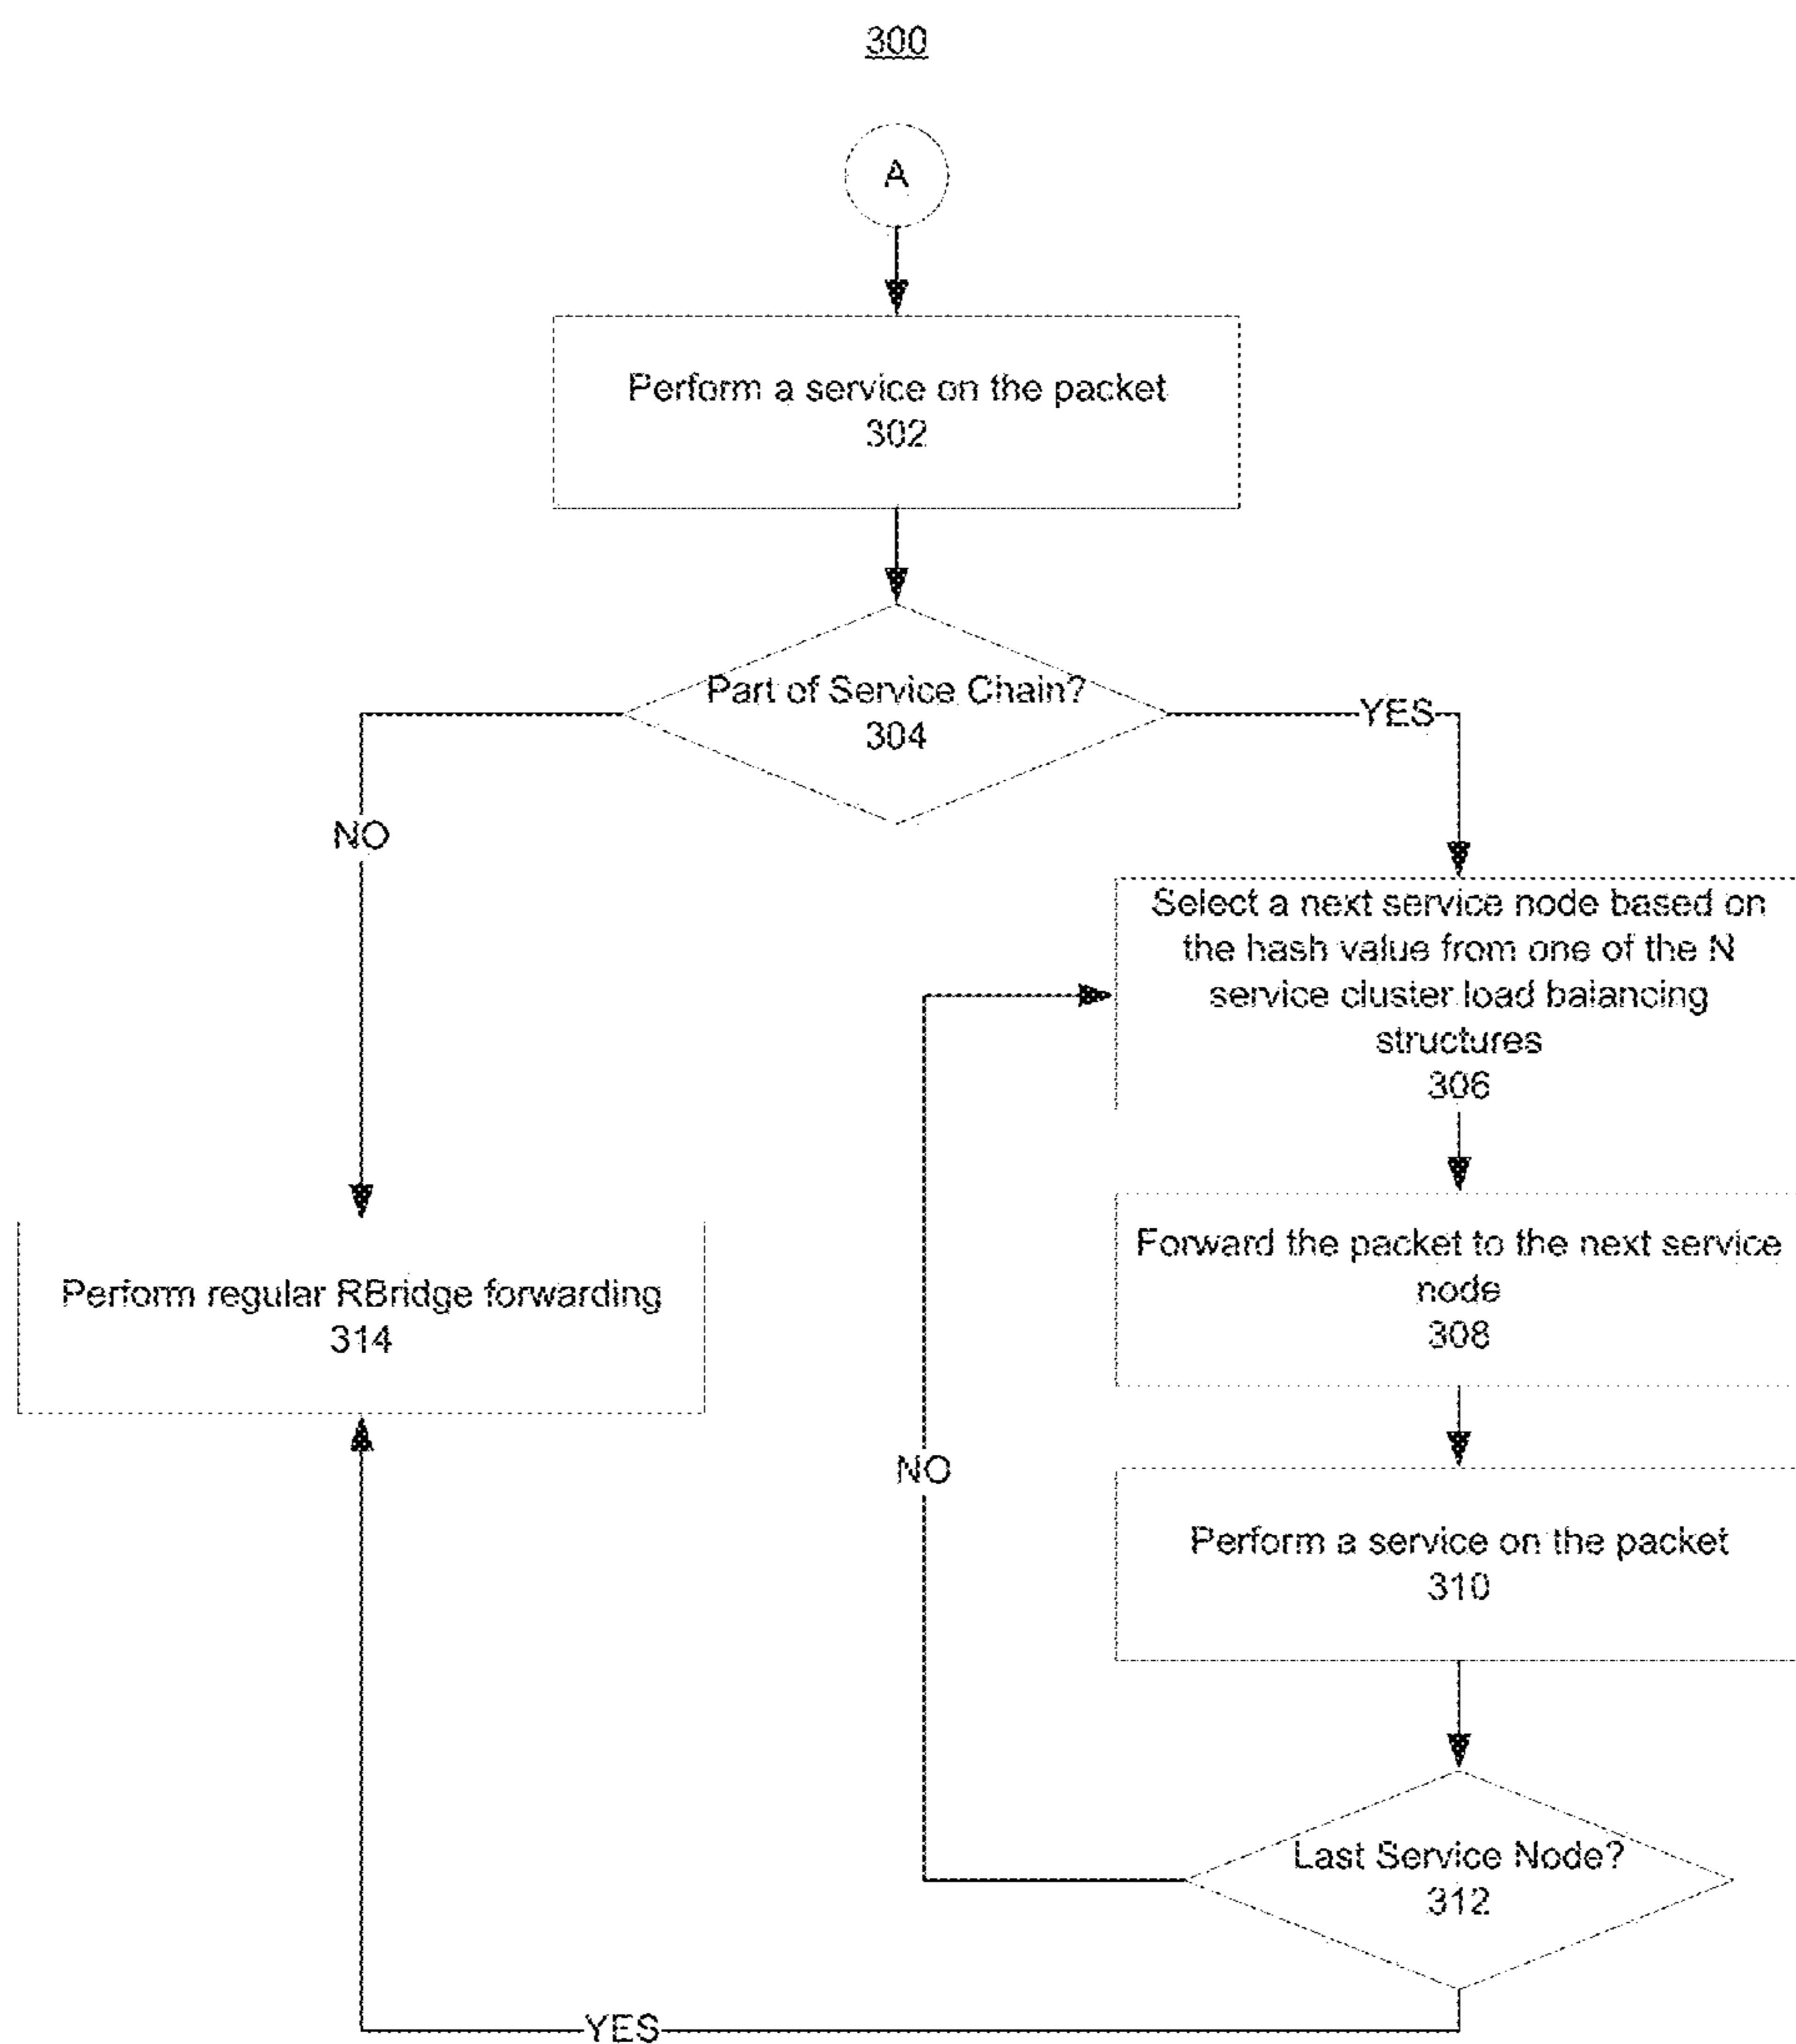 300
A
Perform a service on the packet
302
Part of Service Chain?
304
YES
NO
Select a next service node based on
the hash value from one of the N
service cluster load balancing
structures
306
Forward the packet to the next service
node
308
Perform regular RBridge forwarding
314
NO
Perform a service on the packet
310
Last Service Node?
312
YES